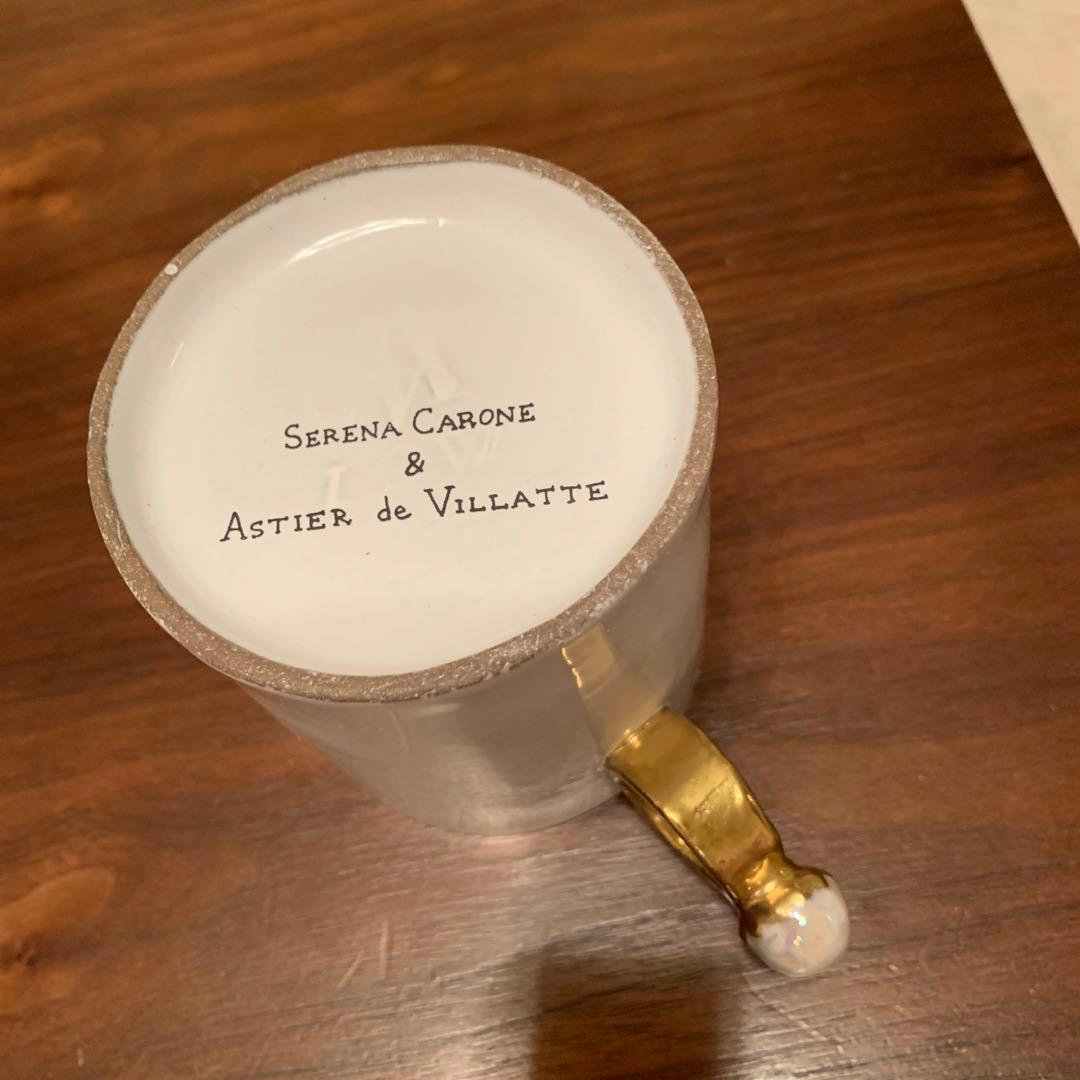 SERENA CARONE
&
ASTIER de VILLATTE